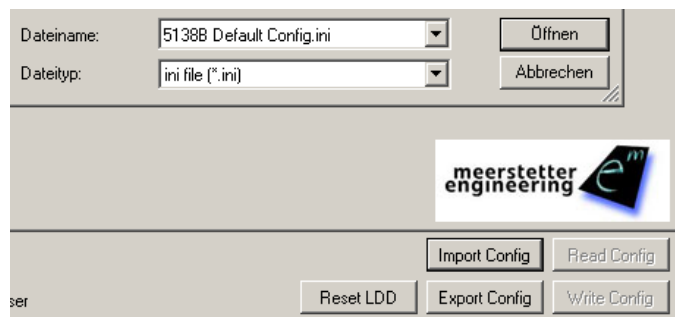 Dateiname: 5138B Default Config.ini Öffnen
Dateityp: ini file (*.ini) Abbrechen
meerstetter
engineering
e m
Import Config Read Config
ser Reset LDD Export Config Write Config